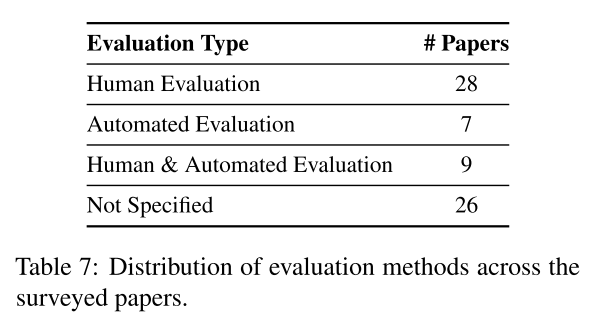 Evaluation Type # Papers
Human Evaluation 28
Automated Evaluation 7
Human & Automated Evaluation 9
Not Specified 26
Table 7: Distribution of evaluation methods across the
surveyed papers.